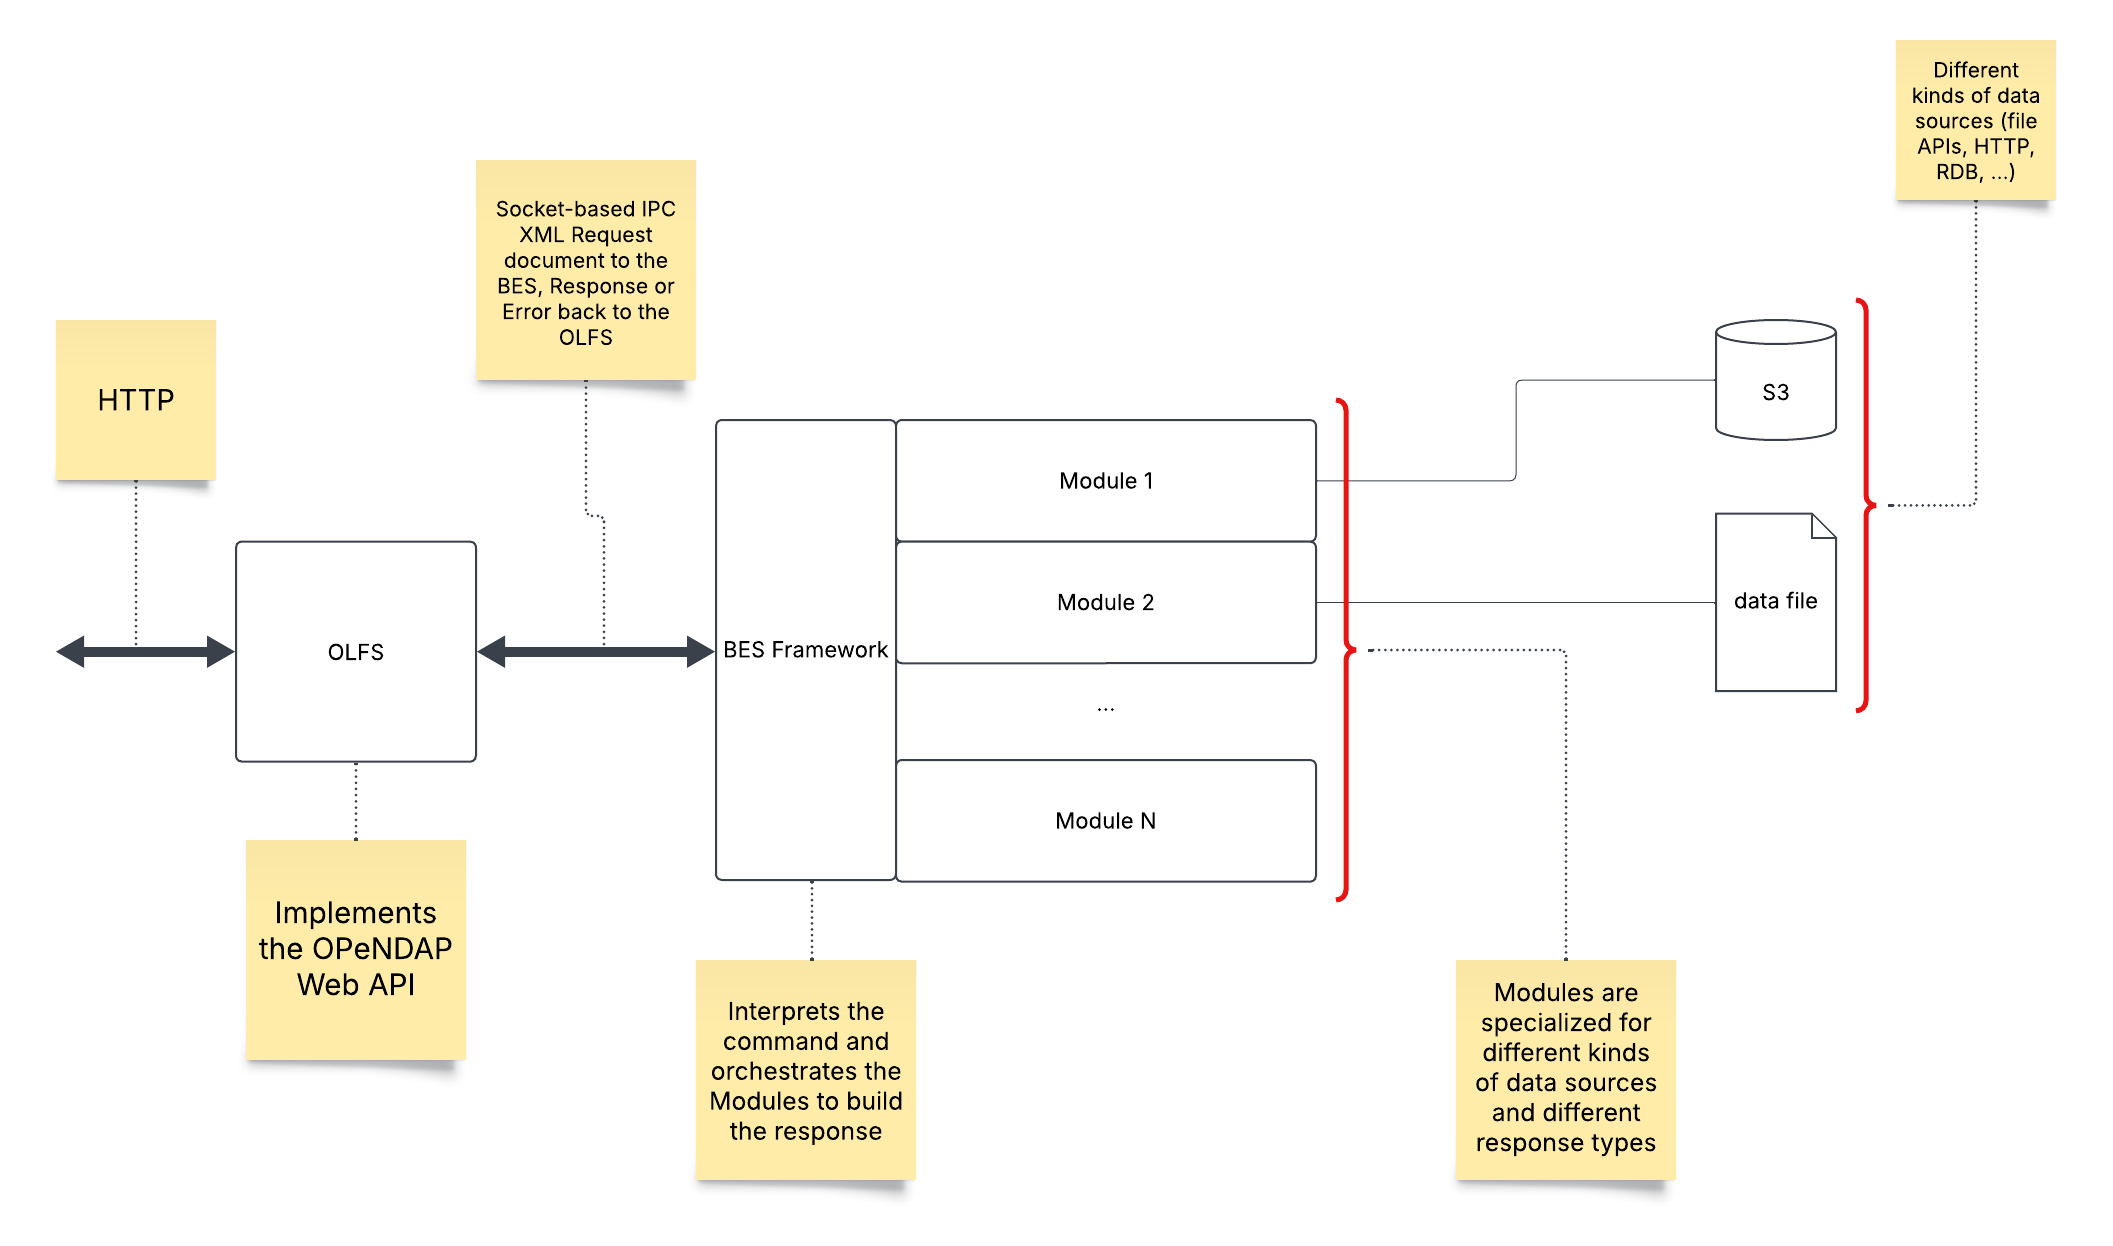 Different
kinds of data
sources (file
APIs, HTTP,
RDB, ...)
Socket-based IPC
XML Request
document to the
BES, Response or
Error back to the
OLFS
HTTP
S3
Module 1
Module 2
data file
OLFS
BES Framework
...
Module N
Implements
the OPeNDAP
Web API
Interprets the
command and
orchestrates the
Modules to build
the response
Modules are
specialized for
different kinds
of data sources
and different
response types